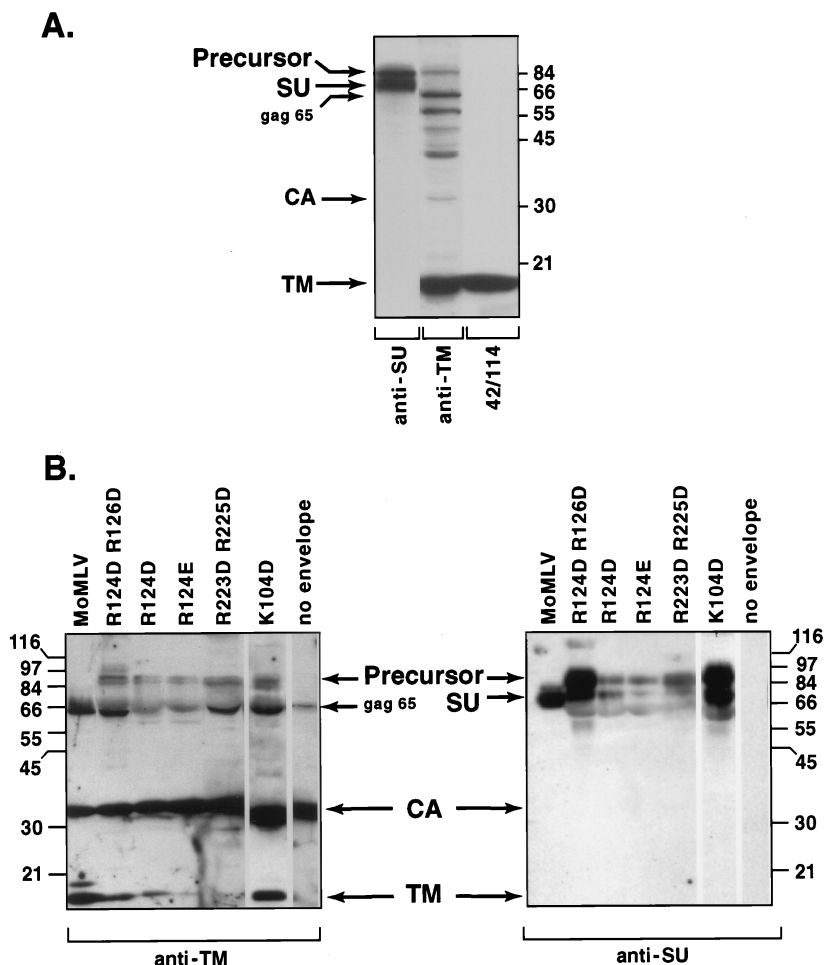 A.
Precursor
SU
gag 65
CA
TM
84
66
55
45
30
21
anti-SU
anti-TM
42/114
B.
MoMLV
R124D R126D
R124D
R124E
R223D R225D
K104D
no envelope
MoMLV
R124D R126D
R124D
R124E
R223D R225D
K104D
no envelope
116
97
84
66
55
45
30
21
Precursor
gag 65 SU
CA
TM
116
97
84
66
55
45
30
21
anti-TM
anti-SU